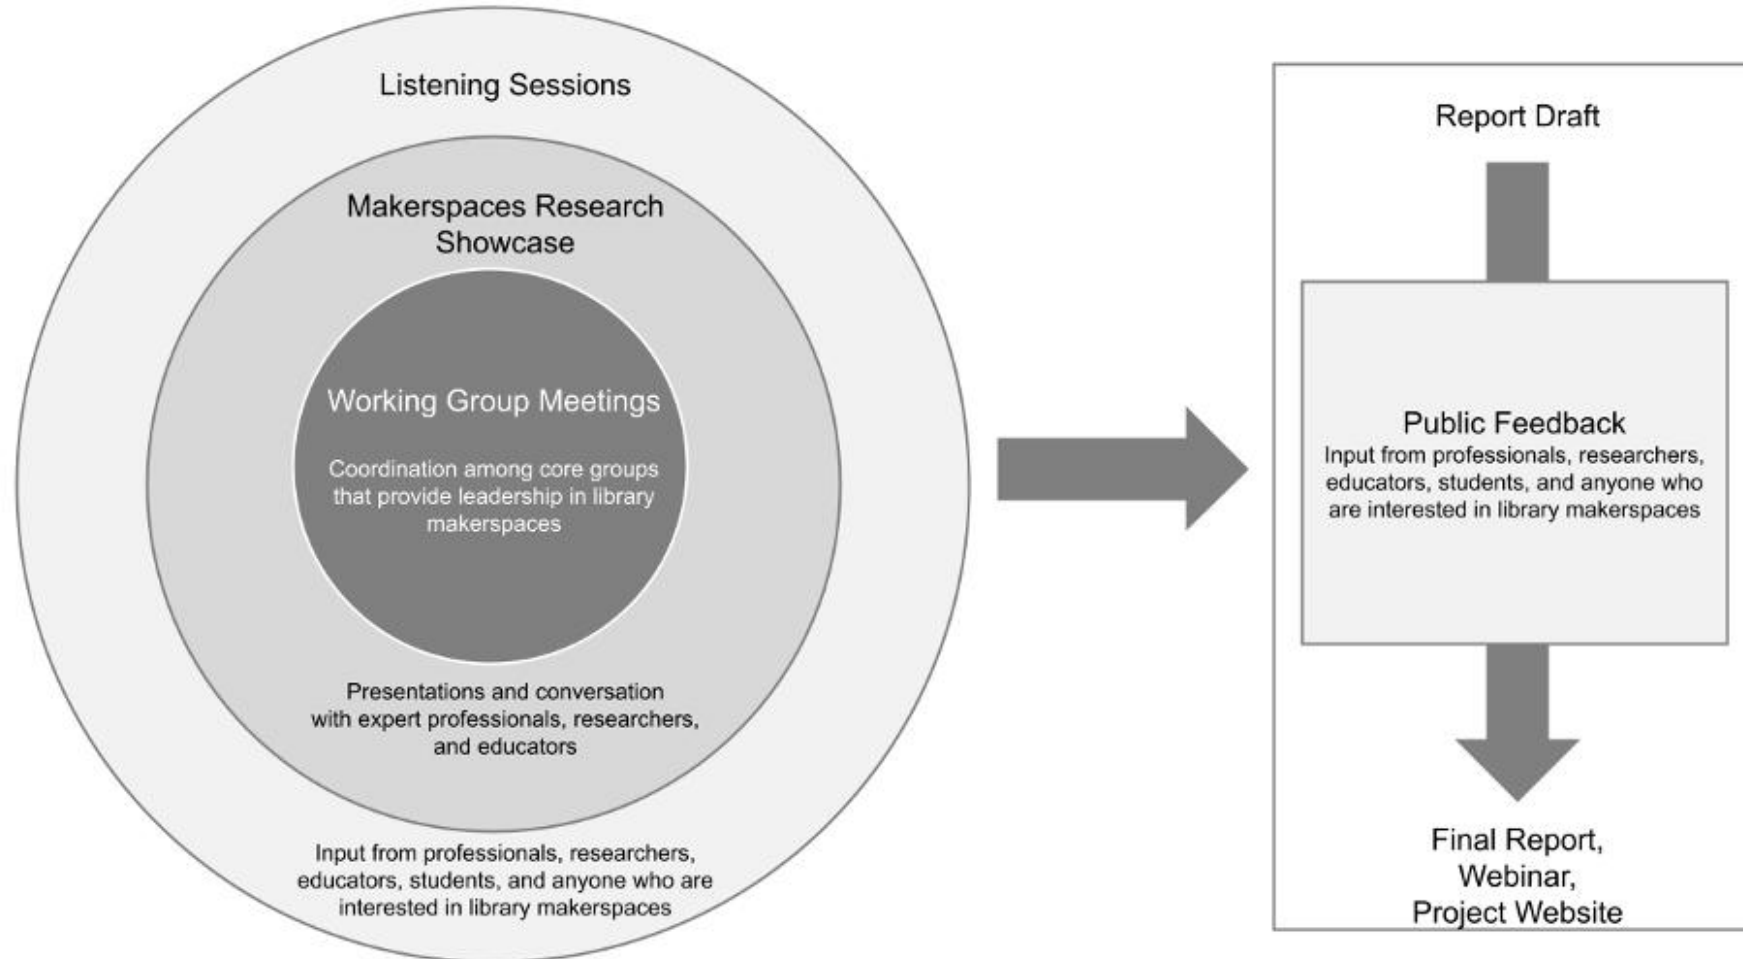 Listening Sessions
Makerspaces Research
Showcase
Working Group Meetings
Coordination among core groups
that provide leadership in library
makerspaces
Presentations and conversation
with expert professionals, researchers,
and educators
Input from professionals, researchers,
educators, students, and anyone who are
interested in library makerspaces
Report Draft
Public Feedback
Input from professionals, researchers,
educators, students, and anyone who
are interested in library makerspaces
Final Report,
Webinar,
Project Website